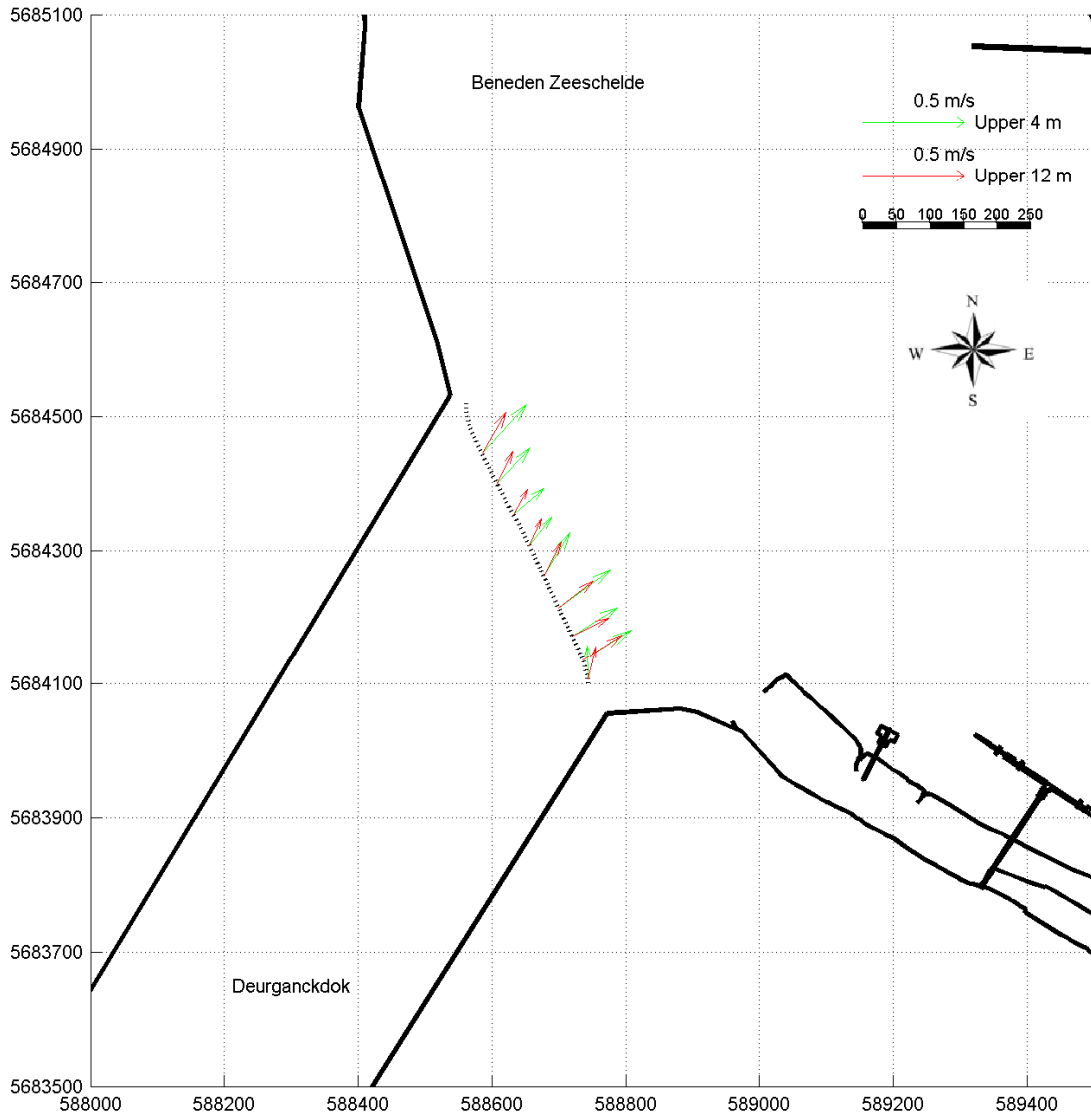 5685100
Beneden Zeeschelde
0.5 m/s
Upper 4 m
5684900
0.5 m/s
Upper 12 m
0 50 100 150 200 250
5684700
N
W E
S
5684500
5684300
5684100
5683900
5683700
Deurganckdok
5683500
588000 588200 588400 588600 588800 589000 589200 589400